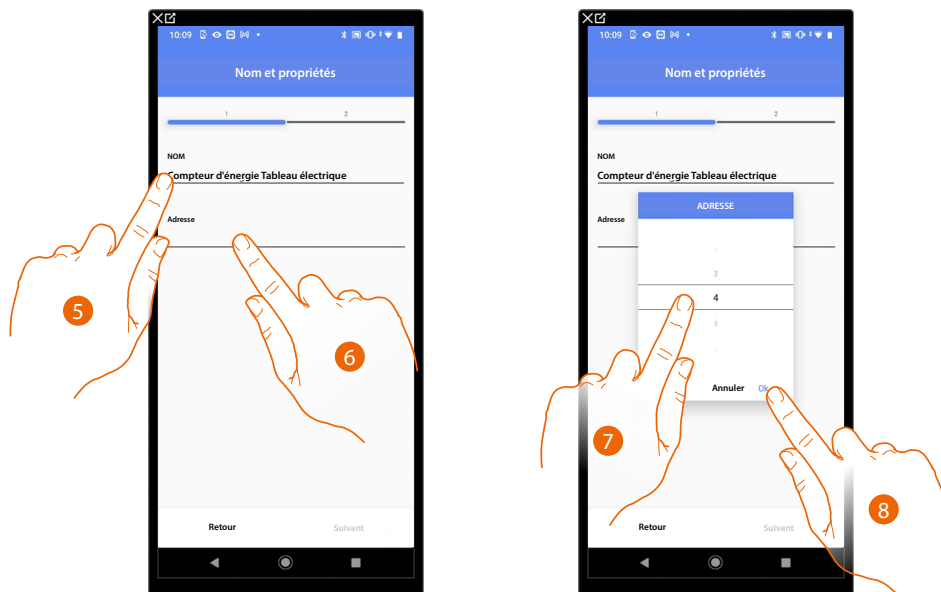 10:09
Nom et propriétés
1 2
NOM
Compteur d'énergie Tableau électrique
Adresse
5
6
Retour Suivant
10:09
Nom et propriétés
1 2
NOM
Compteur d'énergie Tableau électrique
Adresse
ADRESSE
3
4
5
Annuler Ok
7
8
Retour Suivant